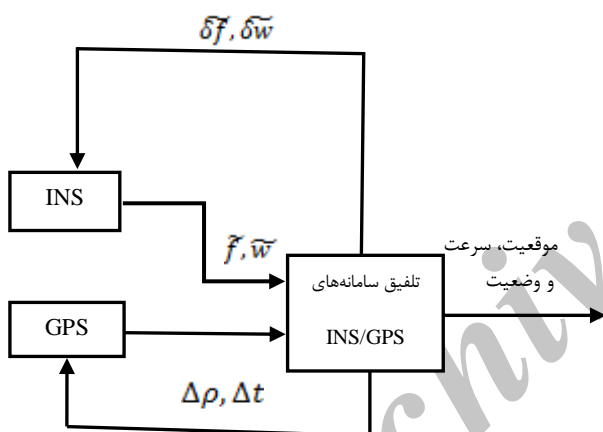 δf̃, δw̃
INS
f̃, w̃
موقعیت، سرعت
و وضعیت
تلفیق سامانه‌های
INS/GPS
GPS
Δρ, Δt